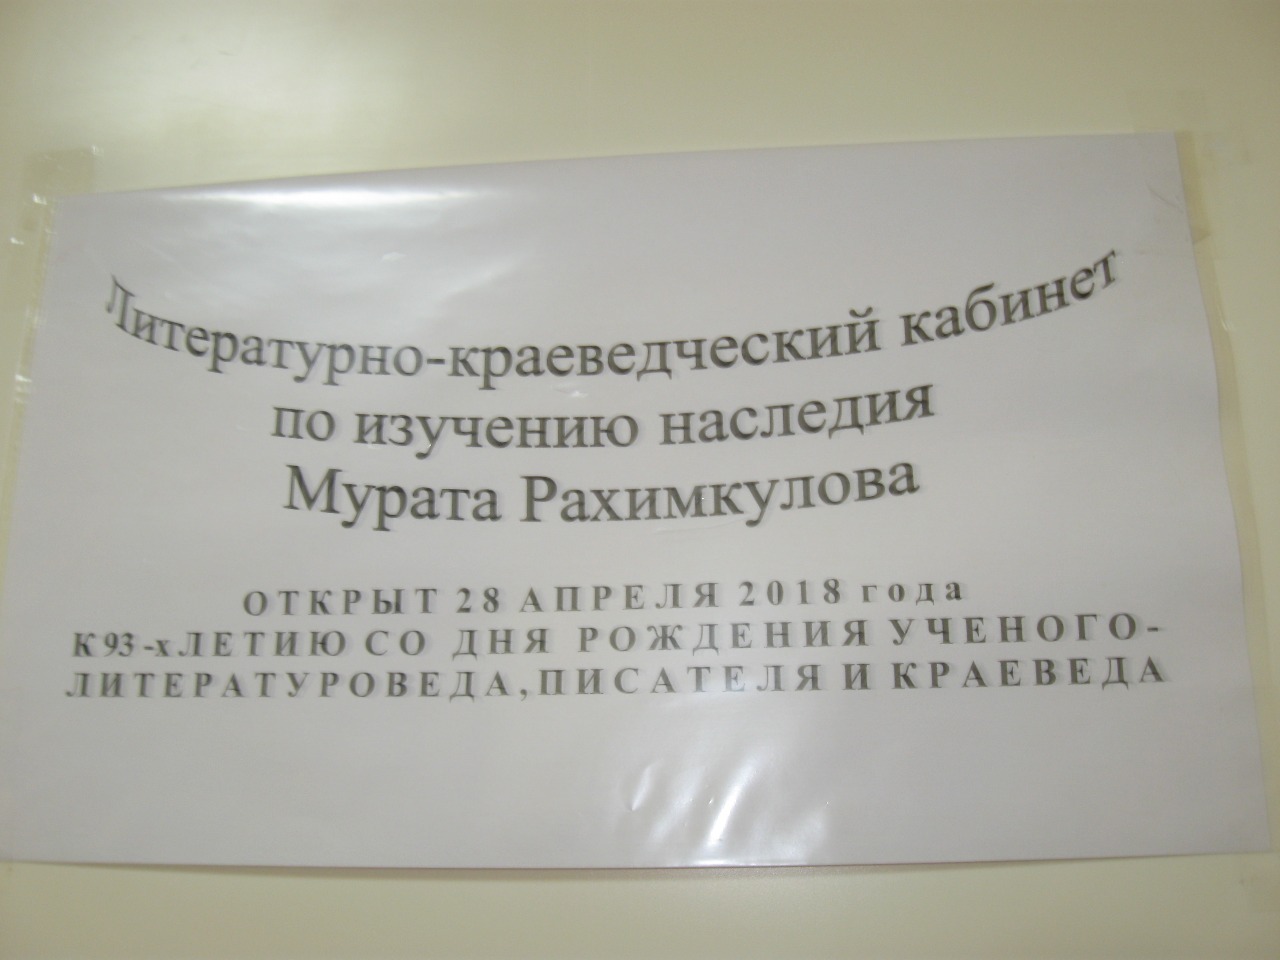 Литературно-краеведческий кабинет
по изучению наследия
Мурата Рахимкулова
ОТКРЫТ 28 АПРЕЛЯ 2018 года
К 93-х ЛЕТИЮ СО ДНЯ РОЖДЕНИЯ УЧЕНОГО-
ЛИТЕРАТУРОВЕДА, ПИСАТЕЛЯ И КРАЕВЕДА